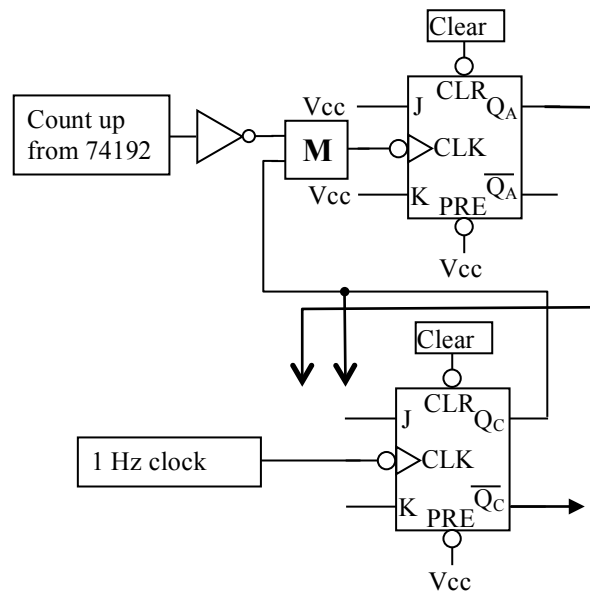 Clear
Vcc
J
CLR
Q_A
Count up
from 74192
M
CLK
Vcc
K
PRE
Q̅_A̅
Vcc
Clear
J
CLR
Q_C
1 Hz clock
CLK
K
PRE
Q̅_C̅
Vcc